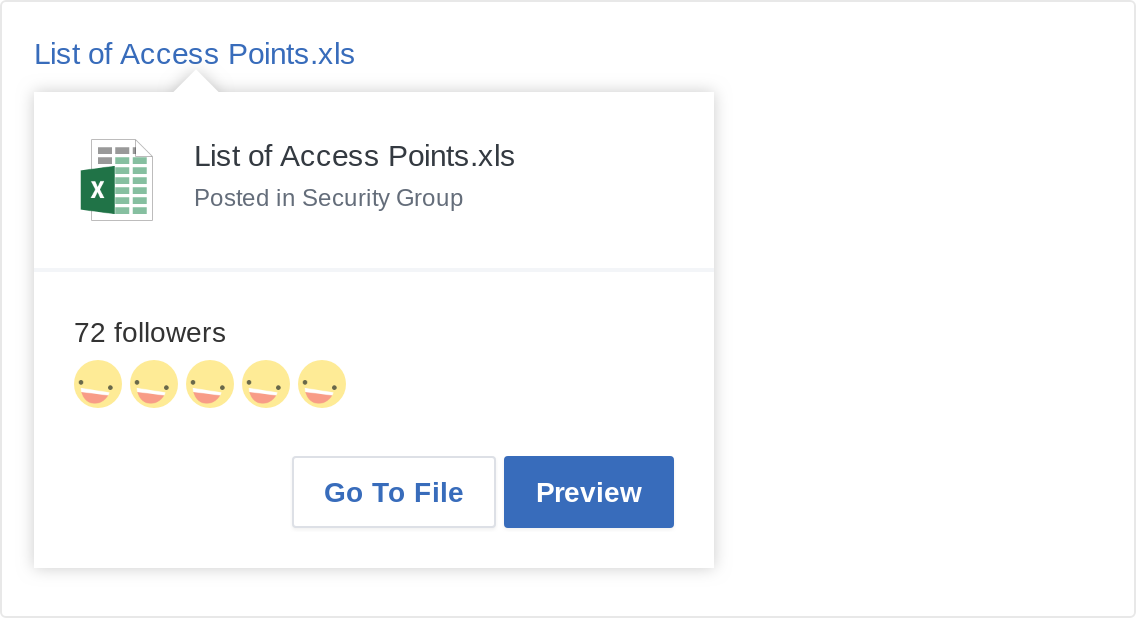 List of Access Points.xls
List of Access Points.xls
X
Posted in Security Group
72 followers
Go To File
Preview